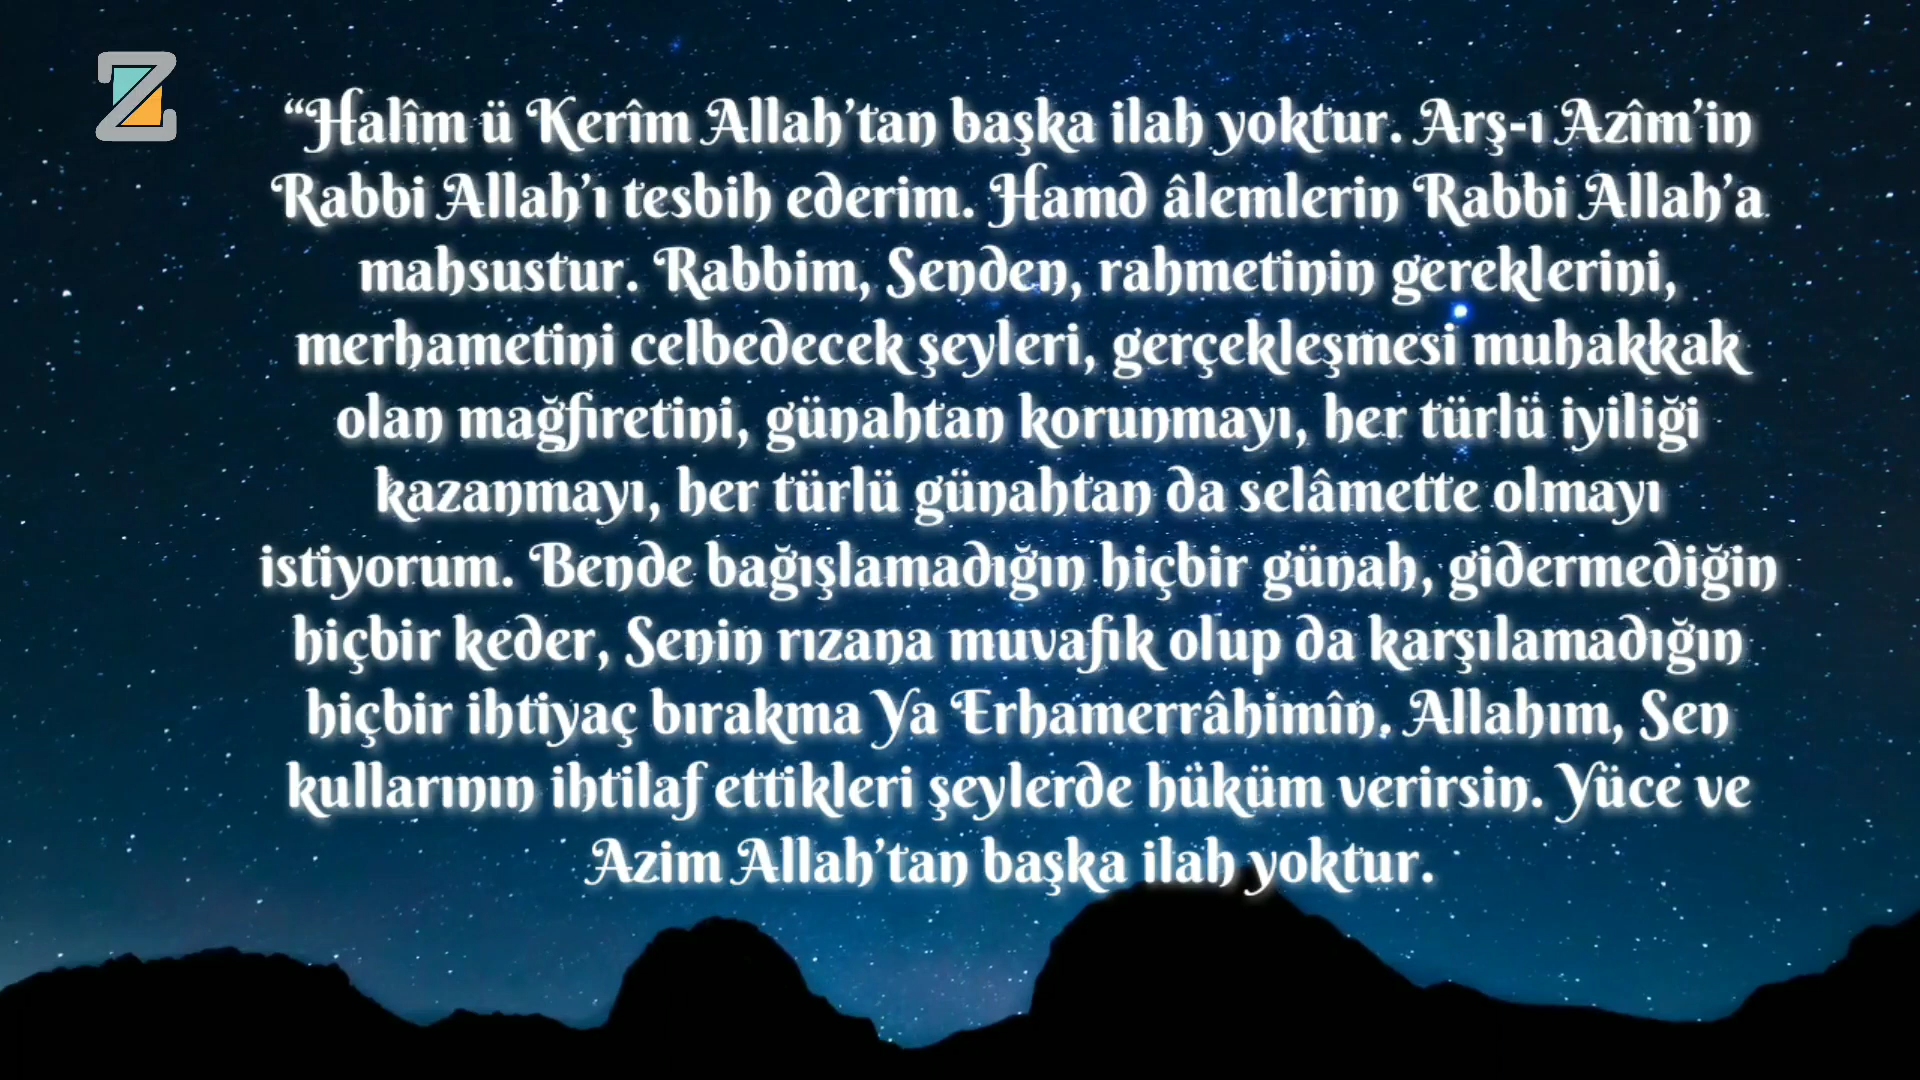 Z
“Halîm ü Kerîm Allah’tan başka ilah yoktur. Arş-ı Azîm’in
Rabbi Allah’ı tesbih ederim. Hamd âlemlerin Rabbi Allah’a
mahsustur. Rabbim, Senden, rahmetinin gereklerini,
merhametini celbedecek şeyleri, gerçekleşmesi muhakkak
olan mağfiretini, günahtan korunmayı, her türlü iyiliği
kazanmayı, her türlü günahtan da selâmette olmayı
istiyorum. Bende bağışlamadığın hiçbir günah, gidermediğin
hiçbir keder, Senin rızana muvafık olup da karşılamadığın
hiçbir ihtiyaç bırakma Ya Erhamerrâhimîn. Allahım, Sen
kullarının ihtilaf ettikleri şeylerde hüküm verirsin. Yüce ve
Azim Allah’tan başka ilah yoktur.